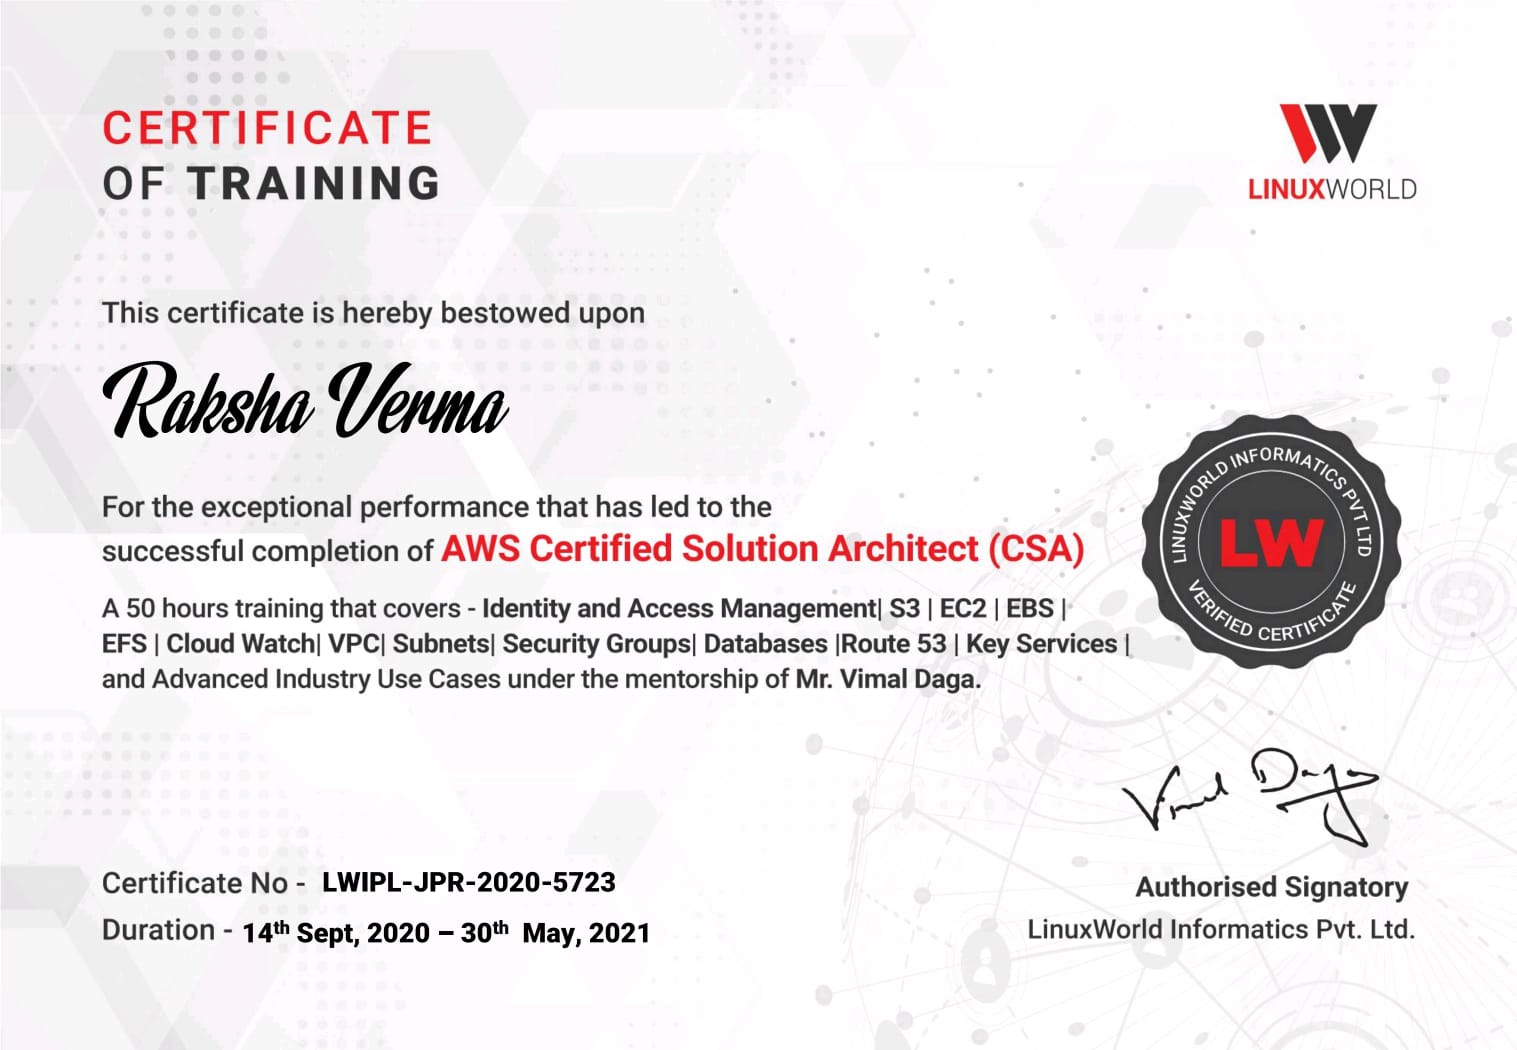 CERTIFICATE
OF TRAINING
LINUXWORLD
This certificate is hereby bestowed upon
Raksha Verma
For the exceptional performance that has led to the
successful completion of AWS Certified Solution Architect (CSA)
A 50 hours training that covers - Identity and Access Management| S3 | EC2 | EBS |
EFS | Cloud Watch| VPC| Subnets| Security Groups| Databases |Route 53 | Key Services |
and Advanced Industry Use Cases under the mentorship of Mr. Vimal Daga.
LINUXWORLD INFORMATICS PVT LTD
LW
VERIFIED CERTIFICATE
Vimal Daga
Certificate No - LWIPL-JPR-2020-5723
Duration - 14th Sept, 2020 – 30th May, 2021
Authorised Signatory
LinuxWorld Informatics Pvt. Ltd.